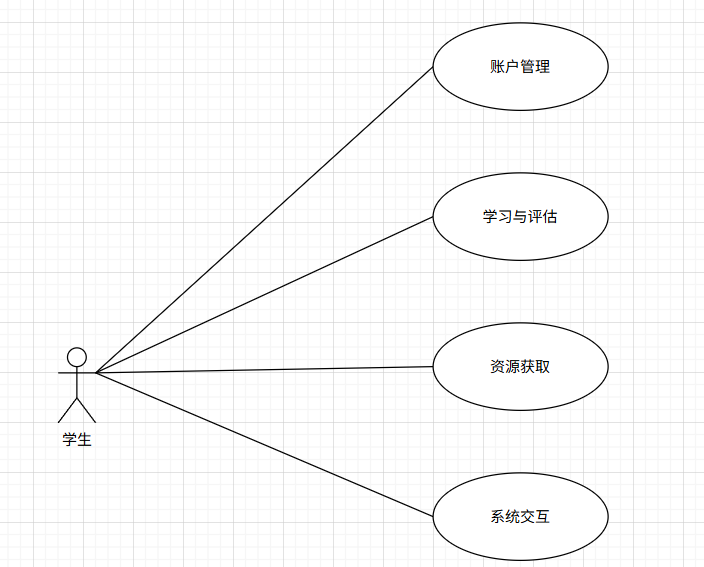 账户管理
学习与评估
资源获取
学生
系统交互